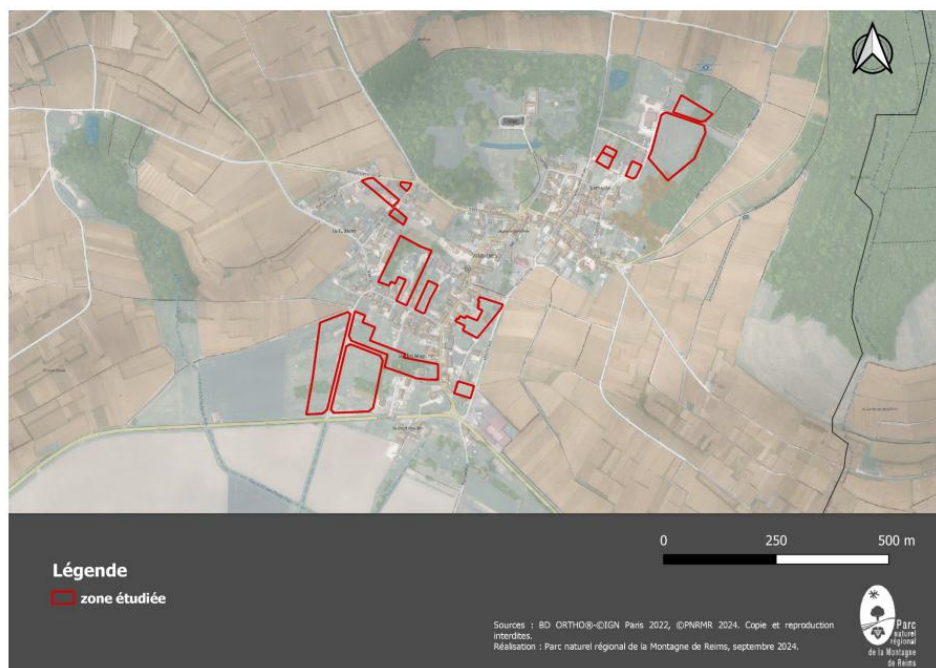 0 250 500 m
Légende
zone étudiée
Sources : BD ORTHO®-©IGN Paris 2022, ©PNRMR 2024. Copie et reproduction
interdites.
Réalisation : Parc naturel régional de la Montagne de Reims, septembre 2024.
Parc
naturel
régional
de la Montagne
de Reims